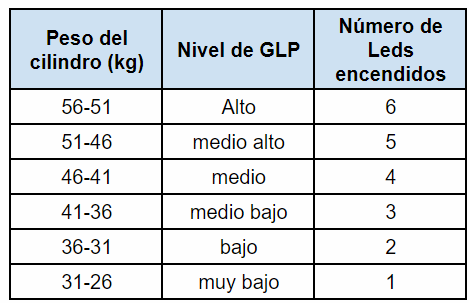 Peso del cilindro (kg) Nivel de GLP Número de Leds encendidos
56-51 Alto 6
51-46 medio alto 5
46-41 medio 4
41-36 medio bajo 3
36-31 bajo 2
31-26 muy bajo 1